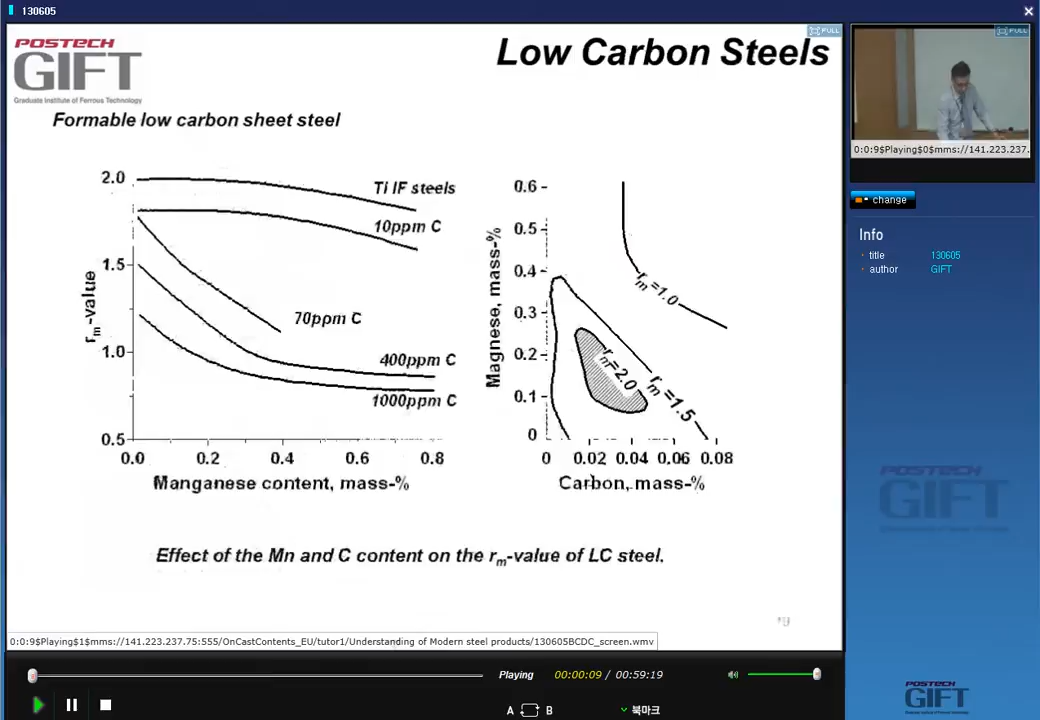 130605
FULL
POSTECH
GIFT
Graduate Institute of Ferrous Technology
Low Carbon Steels
Formable low carbon sheet steel
2.0
1.5
1.0
0.5
rm-value
Ti IF steels
10ppm C
70ppm C
400ppm C
1000ppm C
0.0 0.2 0.4 0.6 0.8
Manganese content, mass-%
0.6
0.5
0.4
0.3
0.2
0.1
0
Magnese, mass-%
rm=1.0
rm=2.0
rm=1.5
0 0.02 0.04 0.06 0.08
Carbon, mass-%
Effect of the Mn and C content on the rm-value of LC steel.
0:0:9$Playing$1$mms://141.223.237.75:555/OnCastContents_EU/tutor1/Understanding of Modern steel products/130605BCDC_screen.wmv
Playing 00:00:09 / 00:59:19
A B 북마크
FULL
0:0:9$Playing$0$mms://141.223.237.
change
Info
title 130605
author GIFT
POSTECH
GIFT
POSTECH
GIFT